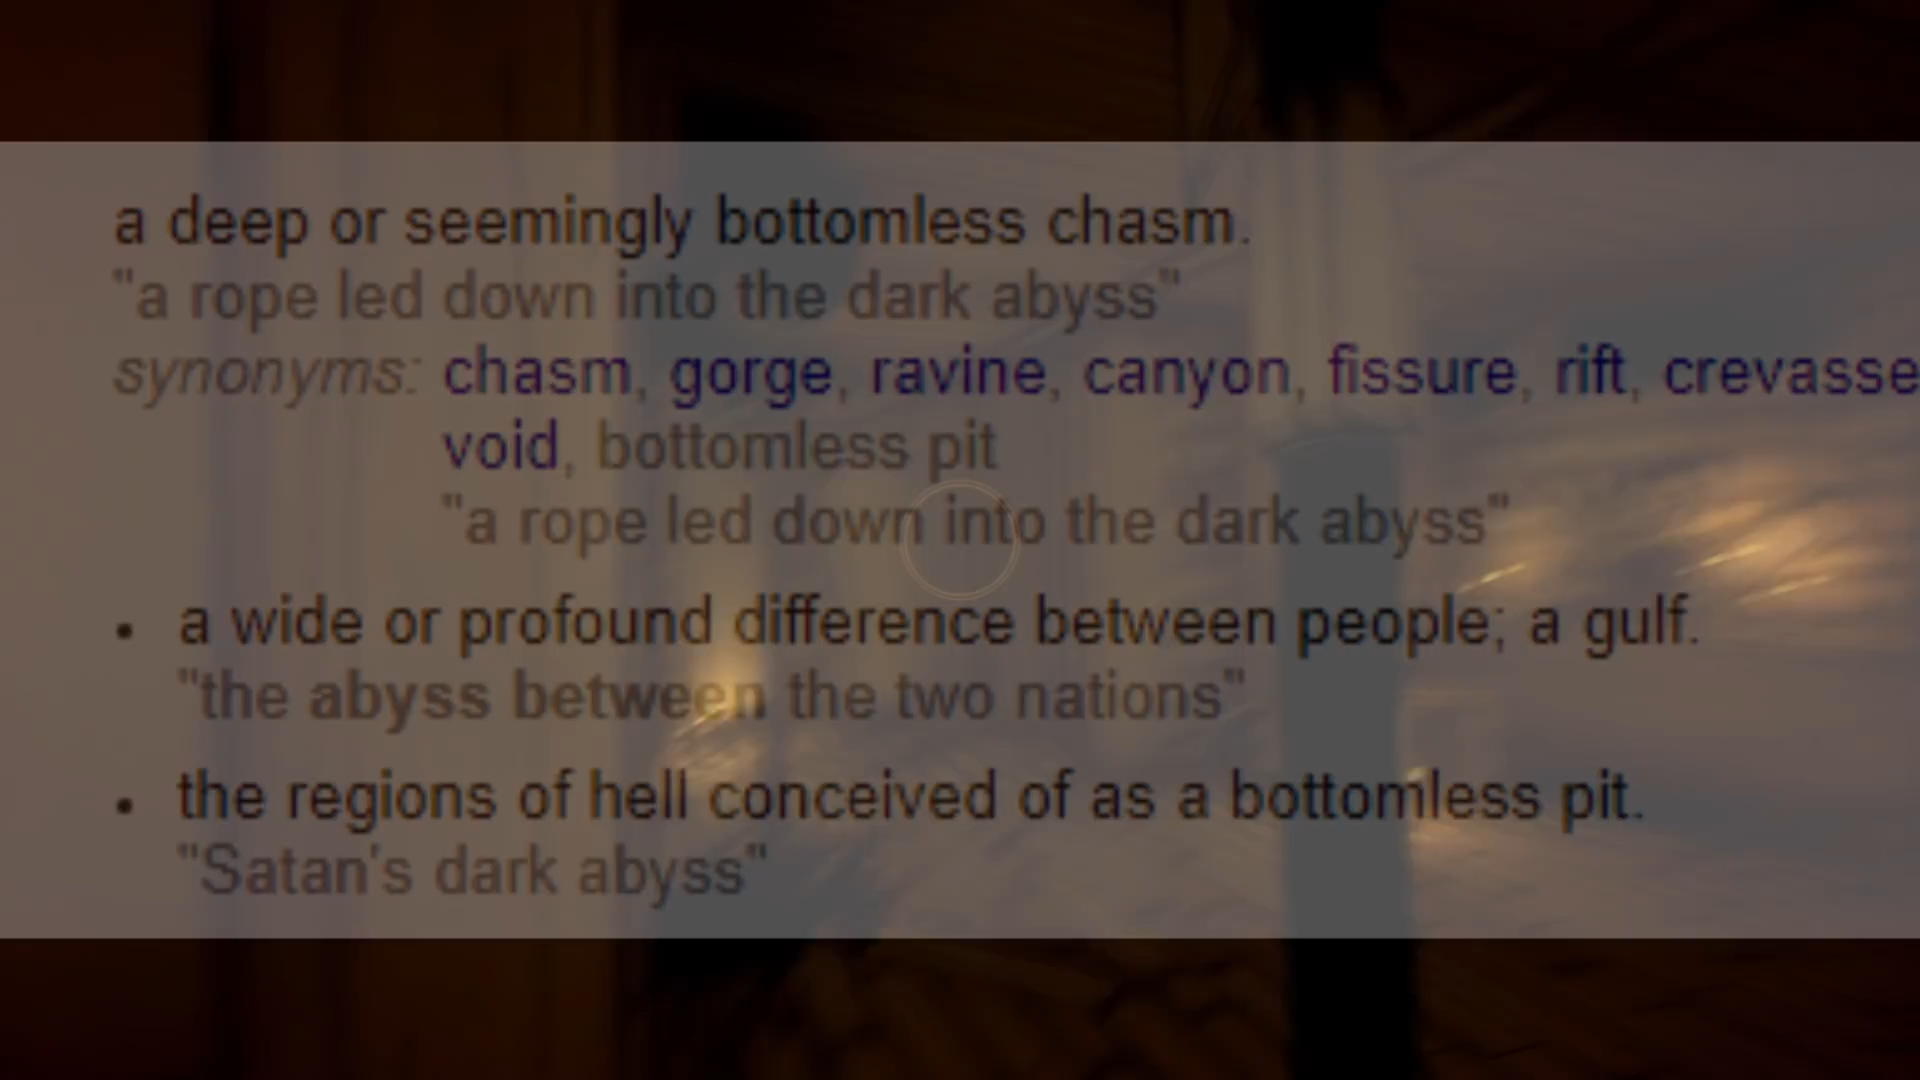 a deep or seemingly bottomless chasm.
"a rope led down into the dark abyss"
synonyms: chasm, gorge, ravine, canyon, fissure, rift, crevasse
void, bottomless pit
"a rope led down into the dark abyss"
• a wide or profound difference between people; a gulf.
"the abyss between the two nations"
• the regions of hell conceived of as a bottomless pit.
"Satan's dark abyss"